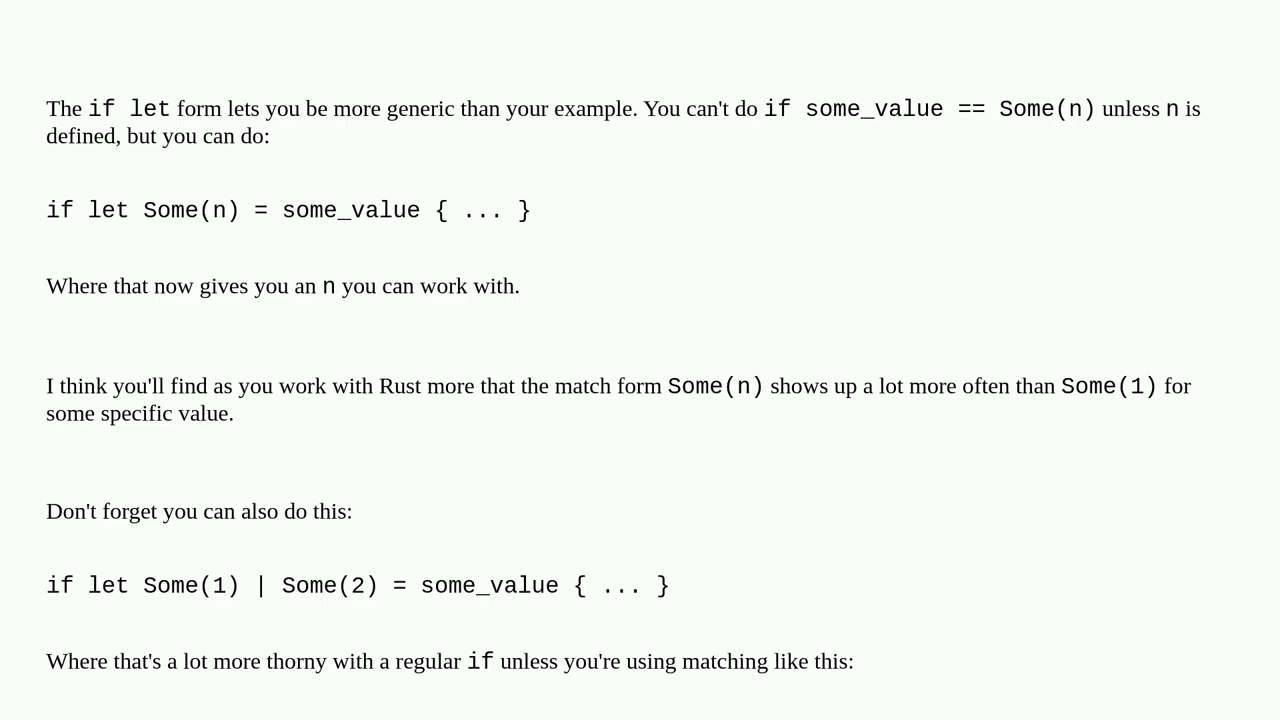 The if let form lets you be more generic than your example. You can't do if some_value == Some(n) unless n is
defined, but you can do:
if let Some(n) = some_value { ... }
Where that now gives you an n you can work with.
I think you'll find as you work with Rust more that the match form Some(n) shows up a lot more often than Some(1) for
some specific value.
Don't forget you can also do this:
if let Some(1) | Some(2) = some_value { ... }
Where that's a lot more thorny with a regular if unless you're using matching like this: